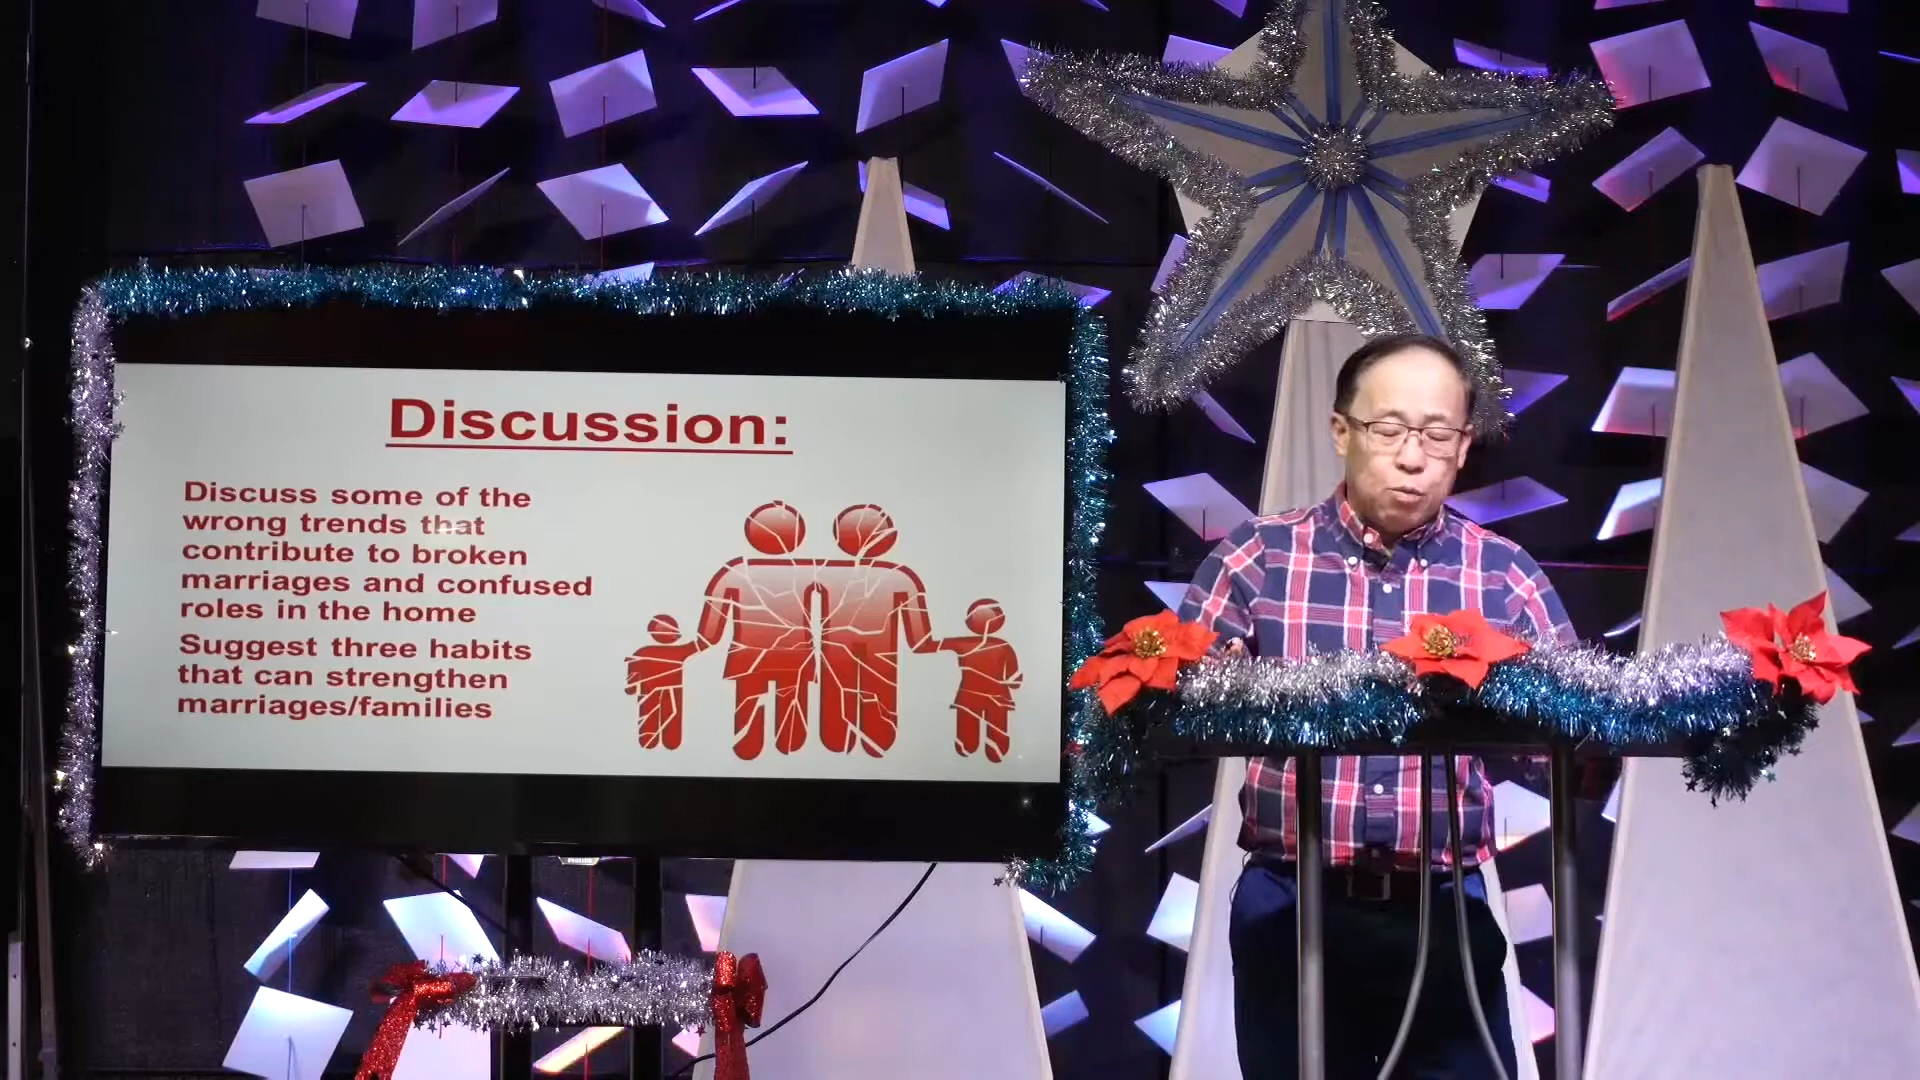 Discussion:
Discuss some of the
wrong trends that
contribute to broken
marriages and confused
roles in the home
Suggest three habits
that can strengthen
marriages/families